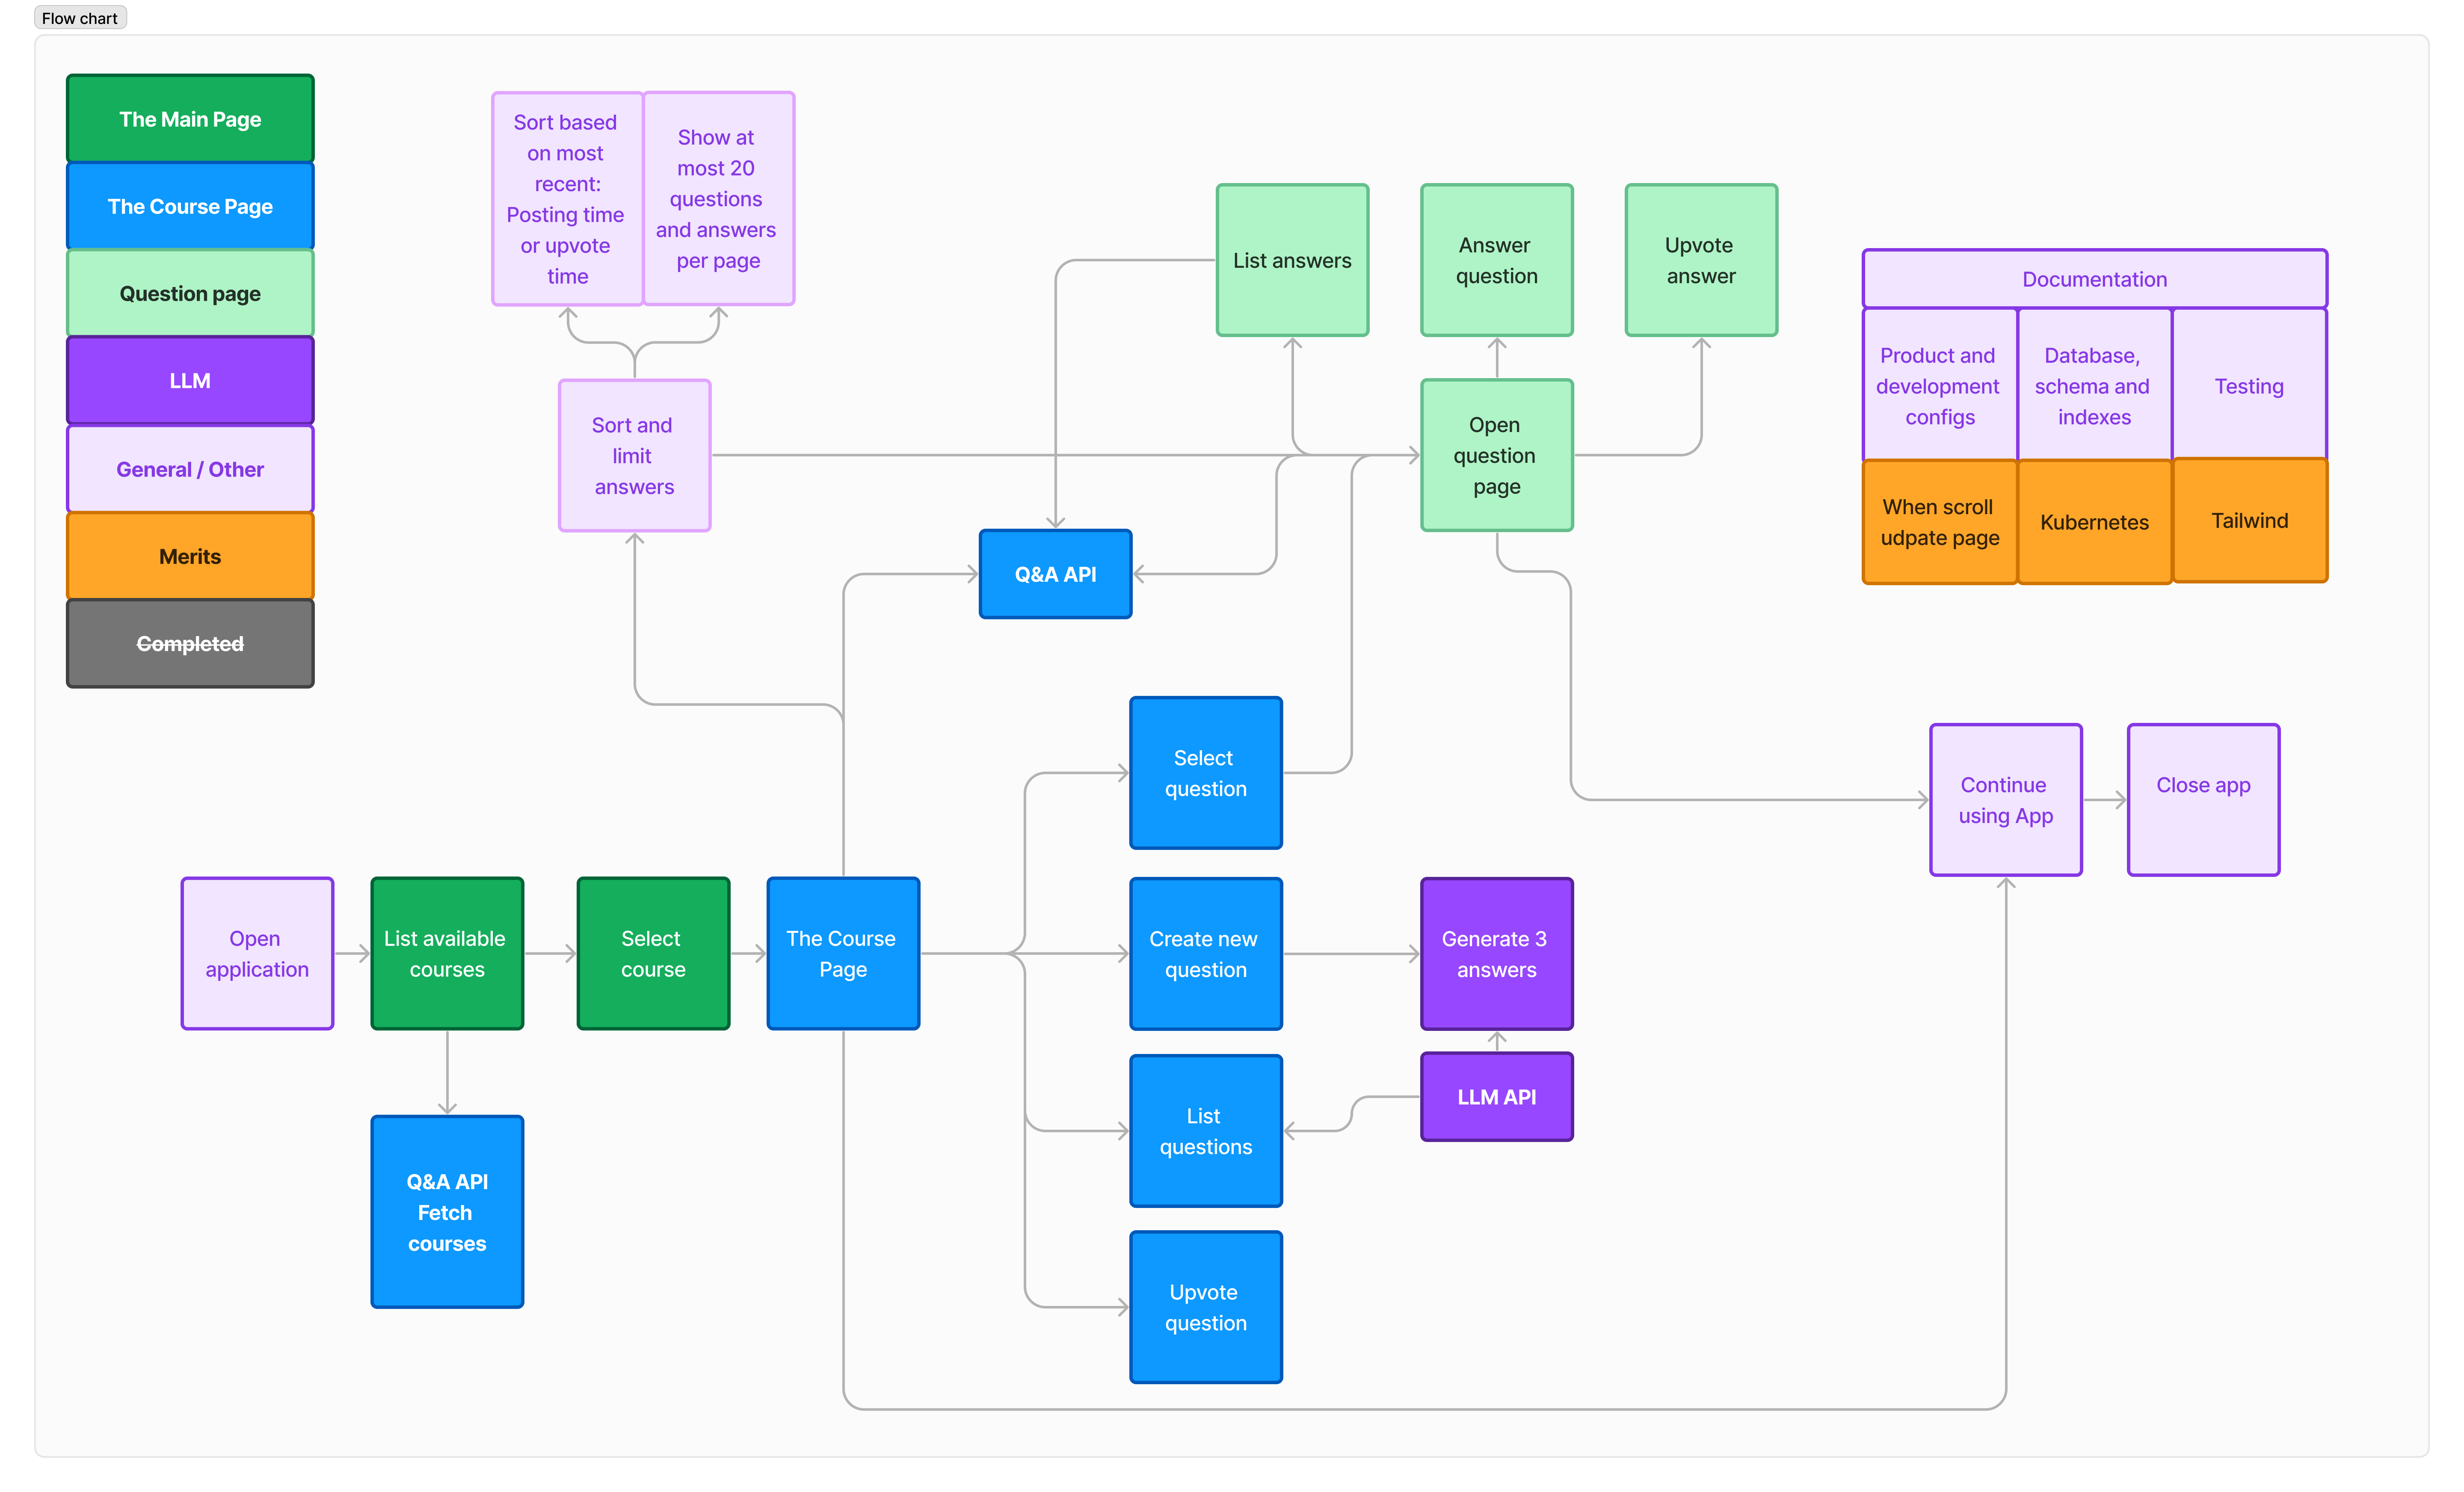 Flow chart
The Main Page
The Course Page
Question page
LLM
General / Other
Merits
Completed
Sort based
on most
recent:
Posting time
or upvote
time
Show at
most 20
questions
and answers
per page
Sort and
limit
answers
List answers
Answer
question
Upvote
answer
Open
question
page
Q&A API
Documentation
Product and
development
configs
Database,
schema and
indexes
Testing
When scroll
udpate page
Kubernetes
Tailwind
Select
question
Continue
using App
Close app
Open
application
List available
courses
Select
course
The Course
Page
Create new
question
Generate 3
answers
LLM API
List
questions
Q&A API
Fetch
courses
Upvote
question